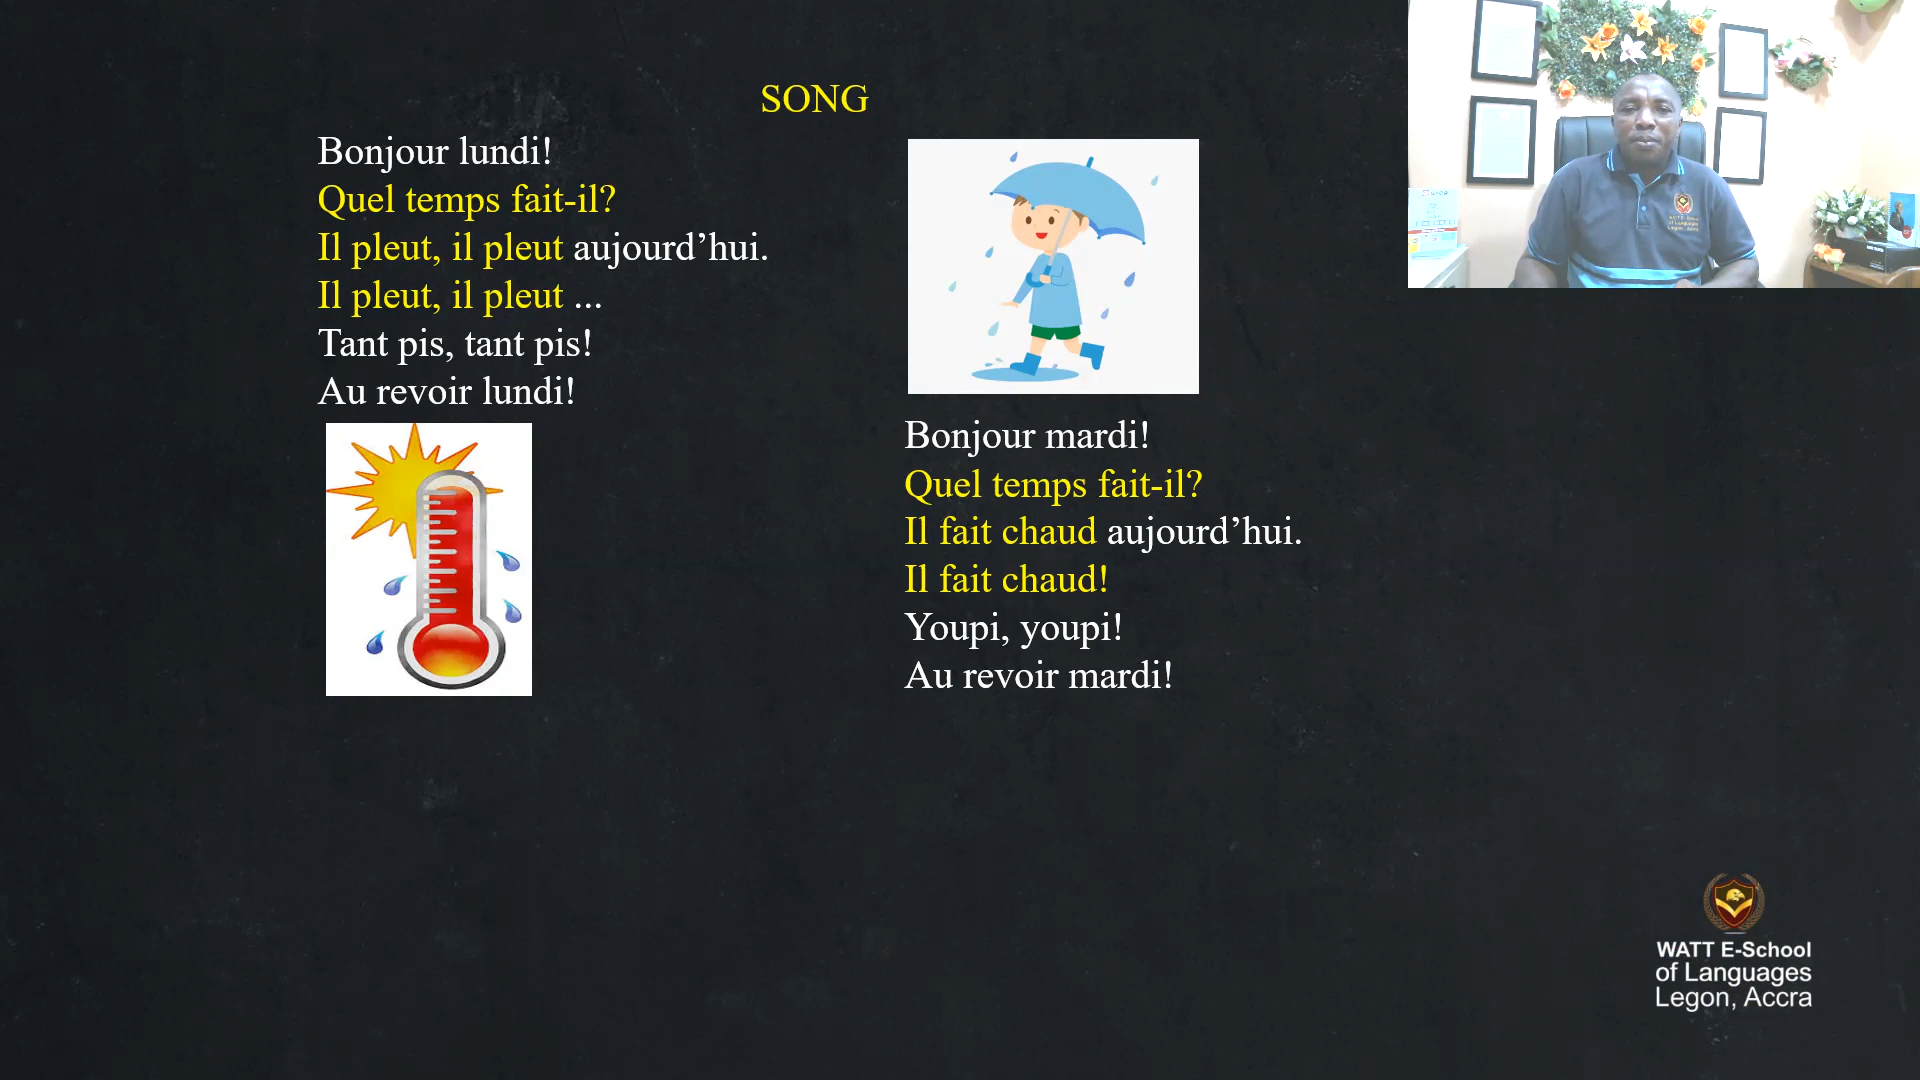 SONG
Bonjour lundi!
Quel temps fait-il?
Il pleut, il pleut aujourd’hui.
Il pleut, il pleut ...
Tant pis, tant pis!
Au revoir lundi!
Bonjour mardi!
Quel temps fait-il?
Il fait chaud aujourd’hui.
Il fait chaud!
Youpi, youpi!
Au revoir mardi!
WATT E-School
of Languages
Legon, Accra